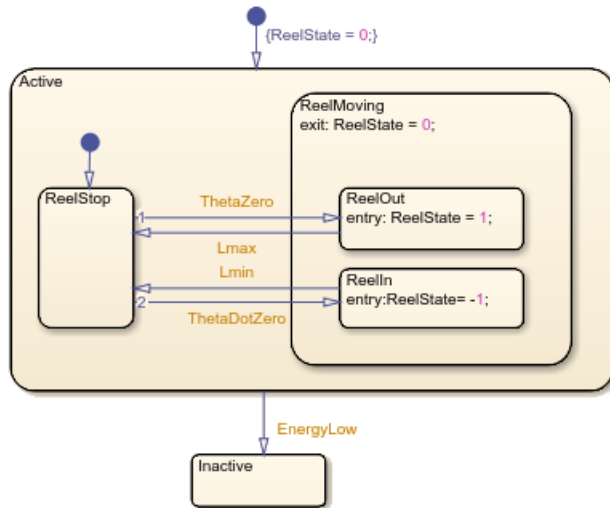 {ReelState = 0;}
Active
ReelMoving
exit: ReelState = 0;
ReelStop
1
ThetaZero
ReelOut
entry: ReelState = 1;
Lmax
Lmin
ReelIn
entry:ReelState= -1;
2
ThetaDotZero
EnergyLow
Inactive